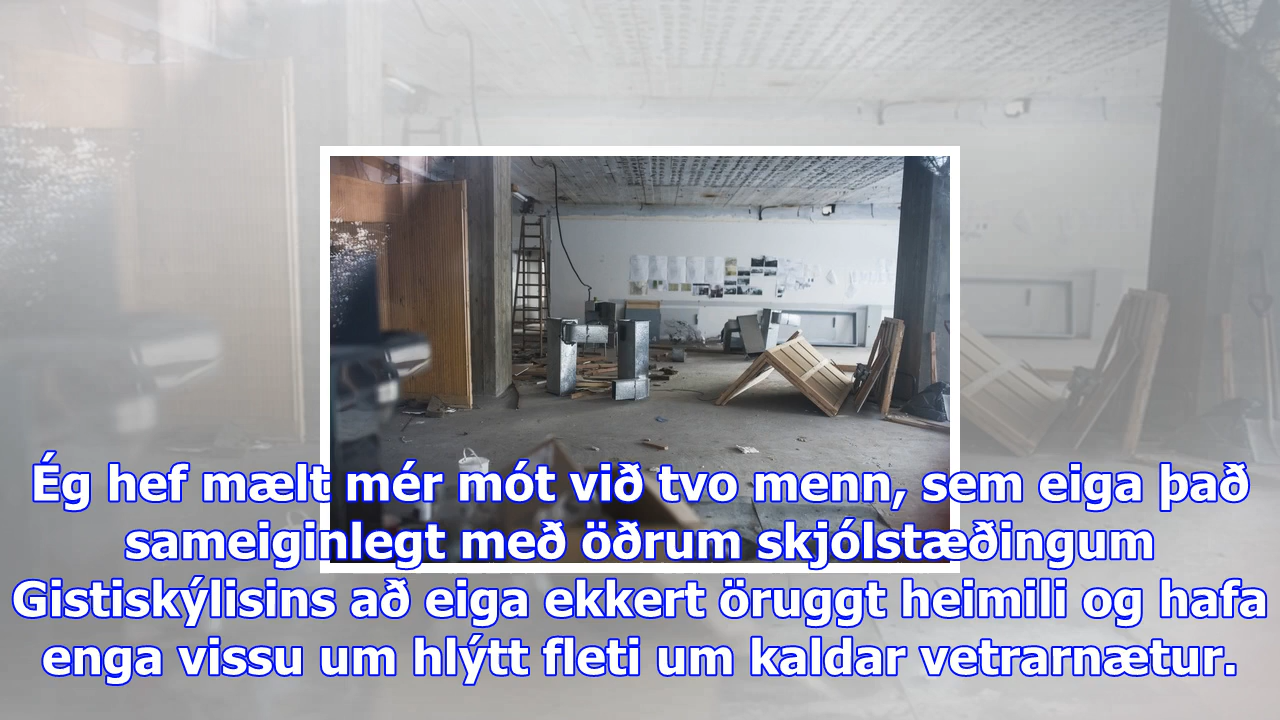 Ég hef mælt mér mót við tvo menn, sem eiga það
sameiginlegt með öðrum skjólstæðingum
Gistiskýlisins að eiga ekkert öruggt heimili og hafa
enga vissu um hlýtt fleti um kaldar vetrarnætur.